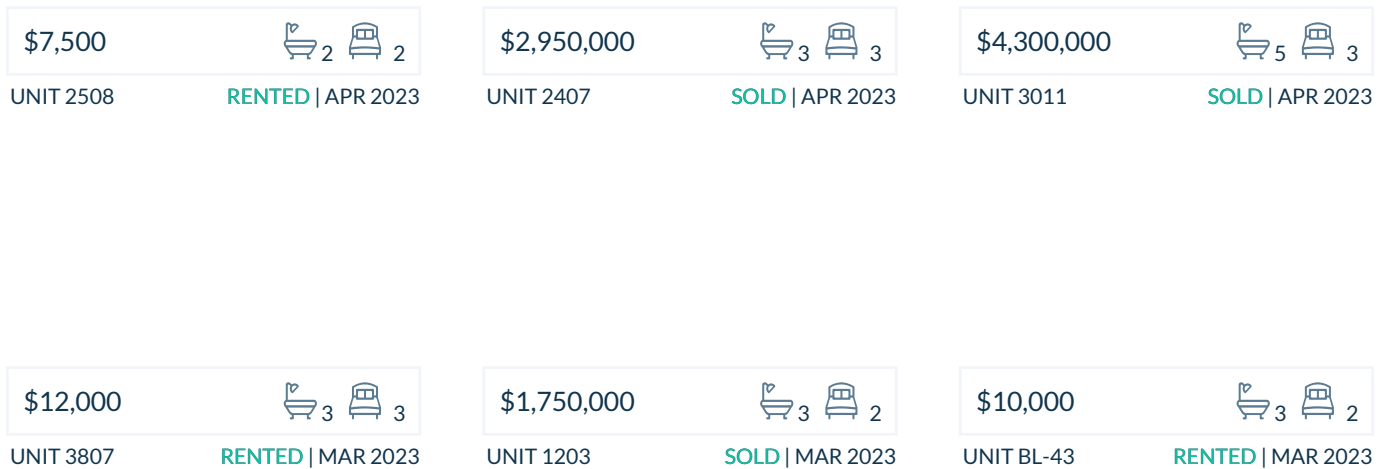 $7,500 2 2
UNIT 2508 RENTED | APR 2023
$2,950,000 3 3
UNIT 2407 SOLD | APR 2023
$4,300,000 5 3
UNIT 3011 SOLD | APR 2023
$12,000 3 3
UNIT 3807 RENTED | MAR 2023
$1,750,000 3 2
UNIT 1203 SOLD | MAR 2023
$10,000 3 2
UNIT BL-43 RENTED | MAR 2023